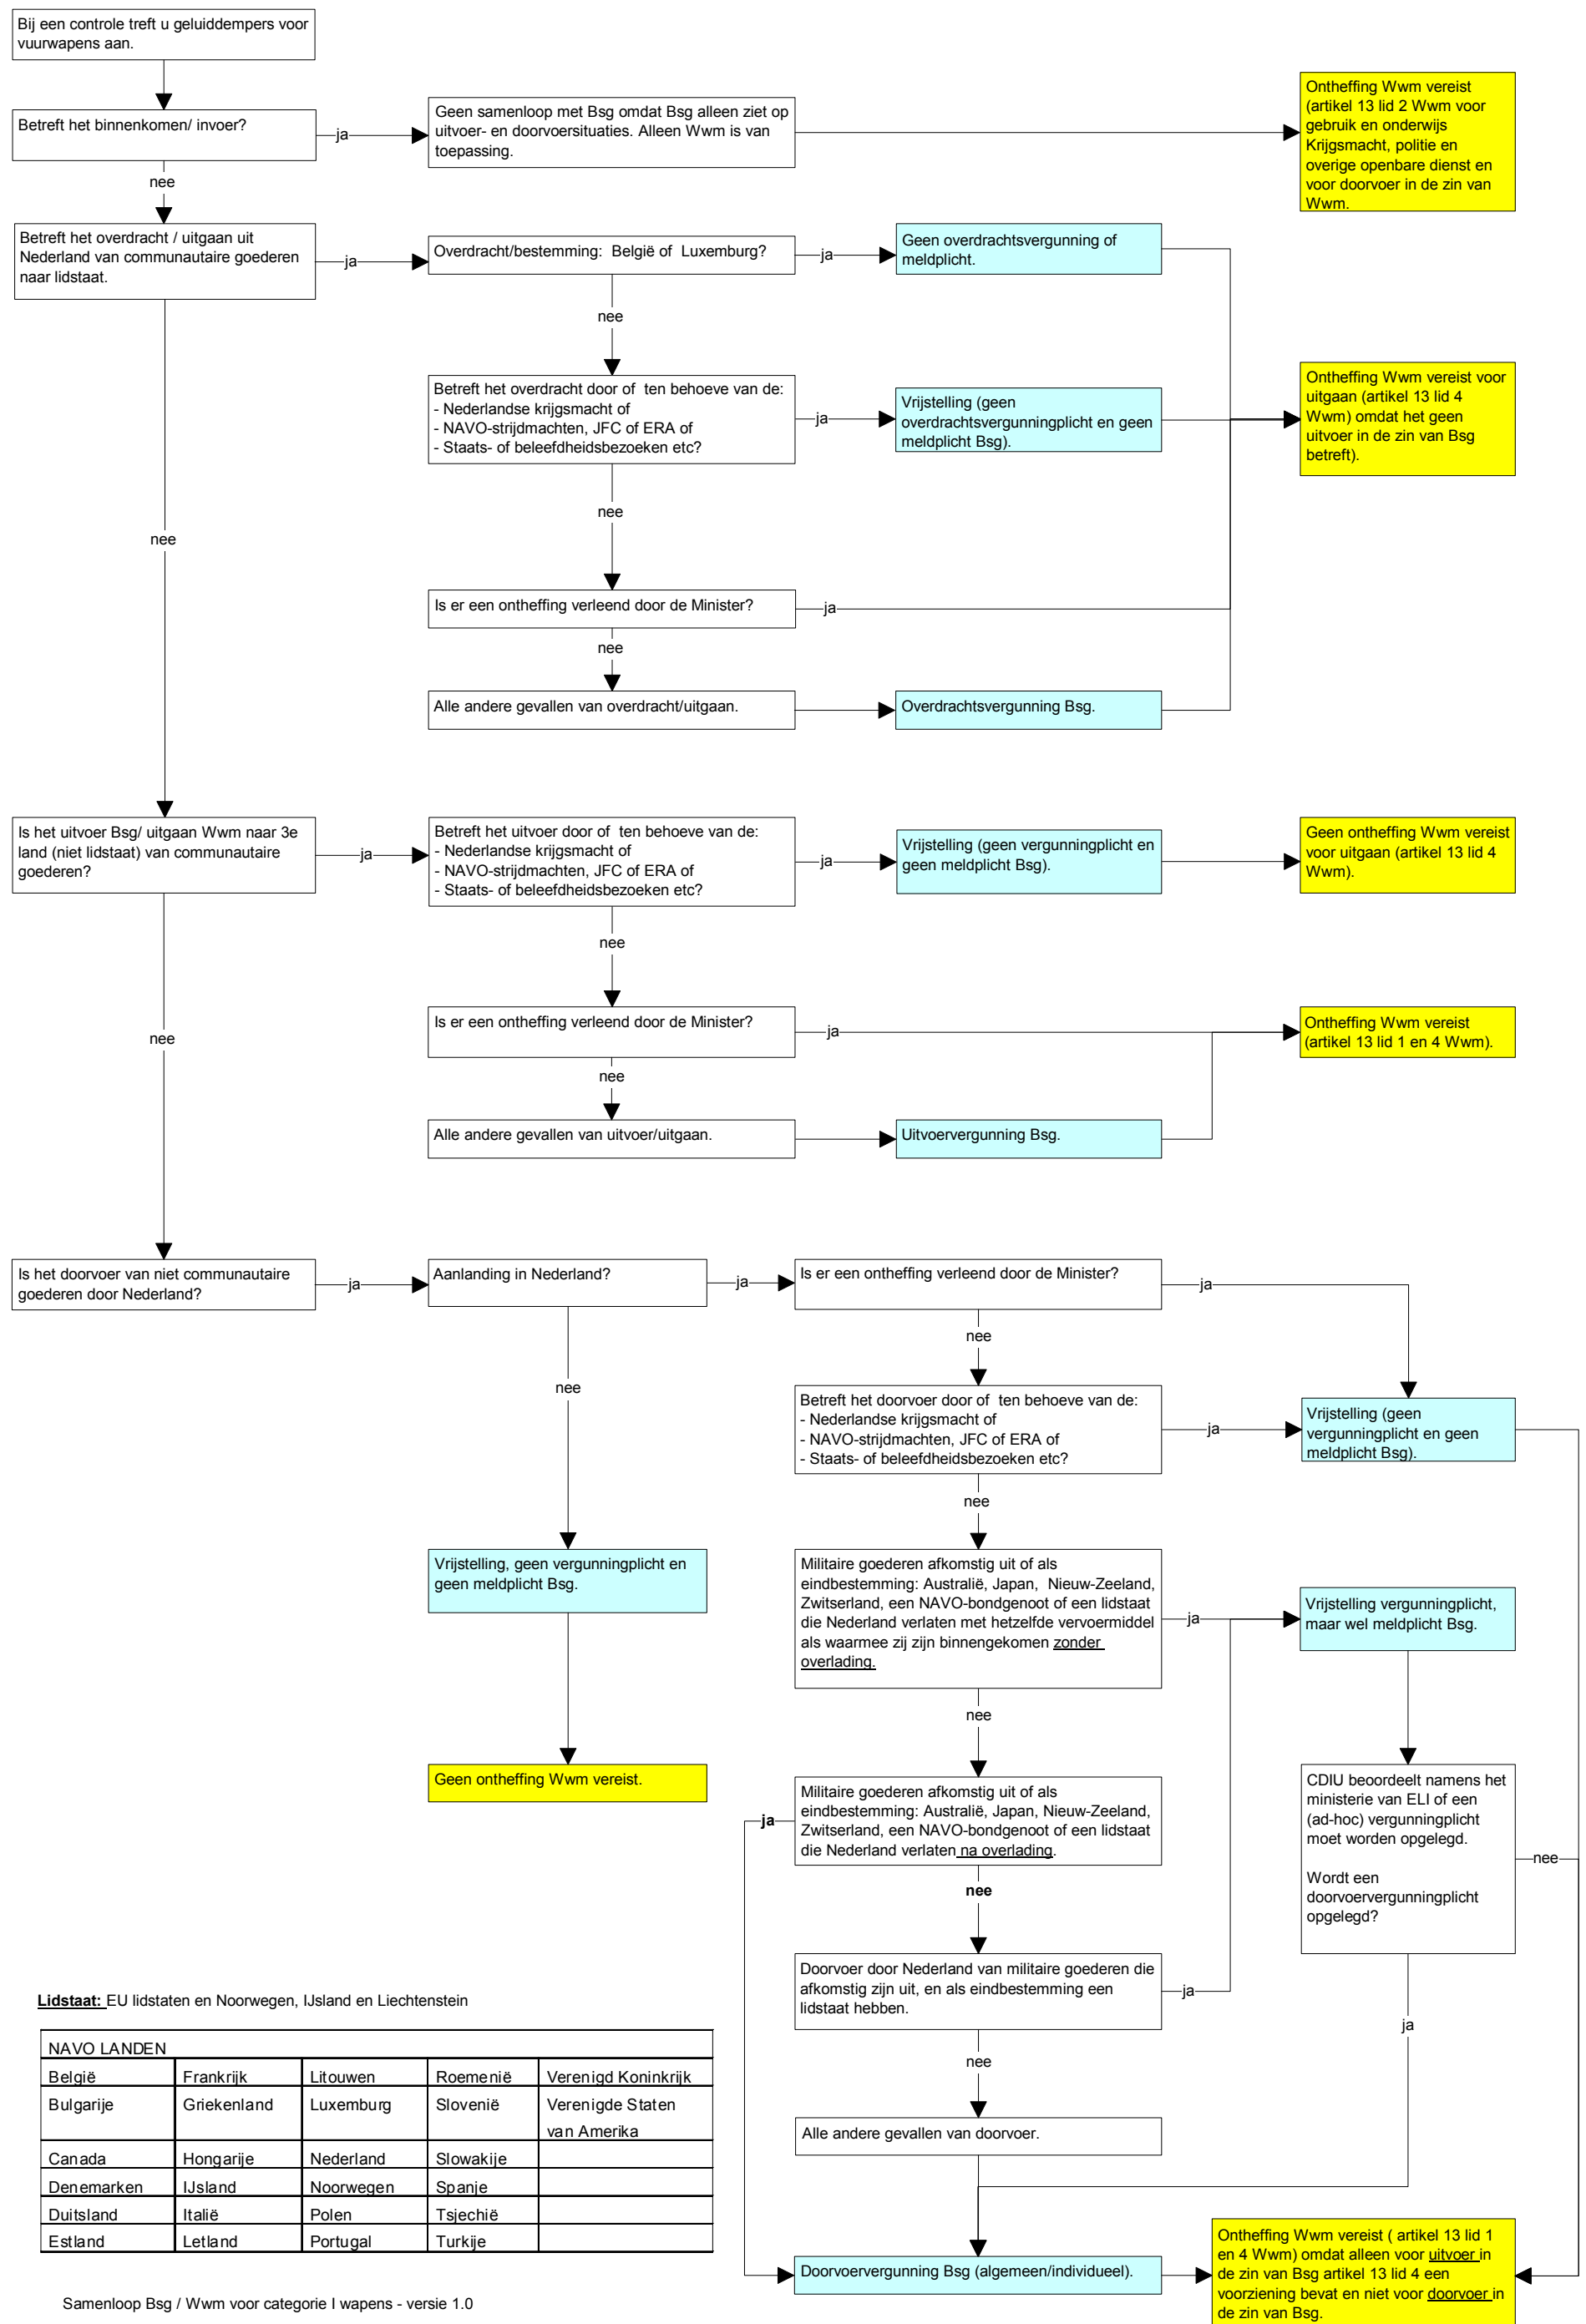 Bij een controle treft u geluiddempers voor
vuurwapens aan.
Betreft het binnenkomen/ invoer?
ja
Geen samenloop met Bsg omdat Bsg alleen ziet op
uitvoer- en doorvoersituaties. Alleen Wwm is van
toepassing.
Ontheffing Wwm vereist
(artikel 13 lid 2 Wwm voor
gebruik en onderwijs
Krijgsmacht, politie en
overige openbare dienst en
voor doorvoer in de zin van
Wwm.
nee
Betreft het overdracht / uitgaan uit
Nederland van communautaire goederen
naar lidstaat.
ja
Overdracht/bestemming: België of Luxemburg?
ja
Geen overdrachtsvergunning of
meldplicht.
nee
Betreft het overdracht door of ten behoeve van de:
- Nederlandse krijgsmacht of
- NAVO-strijdmachten, JFC of ERA of
- Staats- of beleefdheidsbezoeken etc?
ja
Vrijstelling (geen
overdrachtsvergunningplicht en geen
meldplicht Bsg).
Ontheffing Wwm vereist voor
uitgaan (artikel 13 lid 4
Wwm) omdat het geen
uitvoer in de zin van Bsg
betreft).
nee
nee
Is er een ontheffing verleend door de Minister?
ja
nee
Alle andere gevallen van overdracht/uitgaan.
Overdrachtsvergunning Bsg.
Is het uitvoer Bsg/ uitgaan Wwm naar 3e
land (niet lidstaat) van communautaire
goederen?
ja
Betreft het uitvoer door of ten behoeve van de:
- Nederlandse krijgsmacht of
- NAVO-strijdmachten, JFC of ERA of
- Staats- of beleefdheidsbezoeken etc?
ja
Vrijstelling (geen vergunningplicht en
geen meldplicht Bsg).
Geen ontheffing Wwm vereist
voor uitgaan (artikel 13 lid 4
Wwm).
nee
Is er een ontheffing verleend door de Minister?
ja
Ontheffing Wwm vereist
(artikel 13 lid 1 en 4 Wwm).
nee
nee
Alle andere gevallen van uitvoer/uitgaan.
Uitvoervergunning Bsg.
Is het doorvoer van niet communautaire
goederen door Nederland?
ja
Aanlanding in Nederland?
ja
Is er een ontheffing verleend door de Minister?
ja
nee
nee
Betreft het doorvoer door of ten behoeve van de:
- Nederlandse krijgsmacht of
- NAVO-strijdmachten, JFC of ERA of
- Staats- of beleefdheidsbezoeken etc?
ja
Vrijstelling (geen
vergunningplicht en geen
meldplicht Bsg).
nee
Vrijstelling, geen vergunningplicht en
geen meldplicht Bsg.
Militaire goederen afkomstig uit of als
eindbestemming: Australië, Japan, Nieuw-Zeeland,
Zwitserland, een NAVO-bondgenoot of een lidstaat
die Nederland verlaten met hetzelfde vervoermiddel
als waarmee zij zijn binnengekomen zonder
overlading.
ja
Vrijstelling vergunningplicht,
maar wel meldplicht Bsg.
nee
Geen ontheffing Wwm vereist.
Militaire goederen afkomstig uit of als
eindbestemming: Australië, Japan, Nieuw-Zeeland,
Zwitserland, een NAVO-bondgenoot of een lidstaat
die Nederland verlaten na overlading.
ja
CDIU beoordeelt namens het
ministerie van ELI of een
(ad-hoc) vergunningplicht
moet worden opgelegd.
Wordt een
doorvoervergunningplicht
opgelegd?
nee
nee
Doorvoer door Nederland van militaire goederen die
afkomstig zijn uit, en als eindbestemming een
lidstaat hebben.
ja
ja
nee
Alle andere gevallen van doorvoer.
Doorvoervergunning Bsg (algemeen/individueel).
Ontheffing Wwm vereist ( artikel 13 lid 1
en 4 Wwm) omdat alleen voor uitvoer in
de zin van Bsg artikel 13 lid 4 een
voorziening bevat en niet voor doorvoer in
de zin van Bsg.
Lidstaat: EU lidstaten en Noorwegen, IJsland en Liechtenstein
NAVO LANDEN
België Frankrijk Litouwen Roemenië Verenigd Koninkrijk
Bulgarije Griekenland Luxemburg Slovenië Verenigde Staten
van Amerika
Canada Hongarije Nederland Slowakije
Denemarken IJsland Noorwegen Spanje
Duitsland Italië Polen Tsjechië
Estland Letland Portugal Turkije
Samenloop Bsg / Wwm voor categorie I wapens - versie 1.0